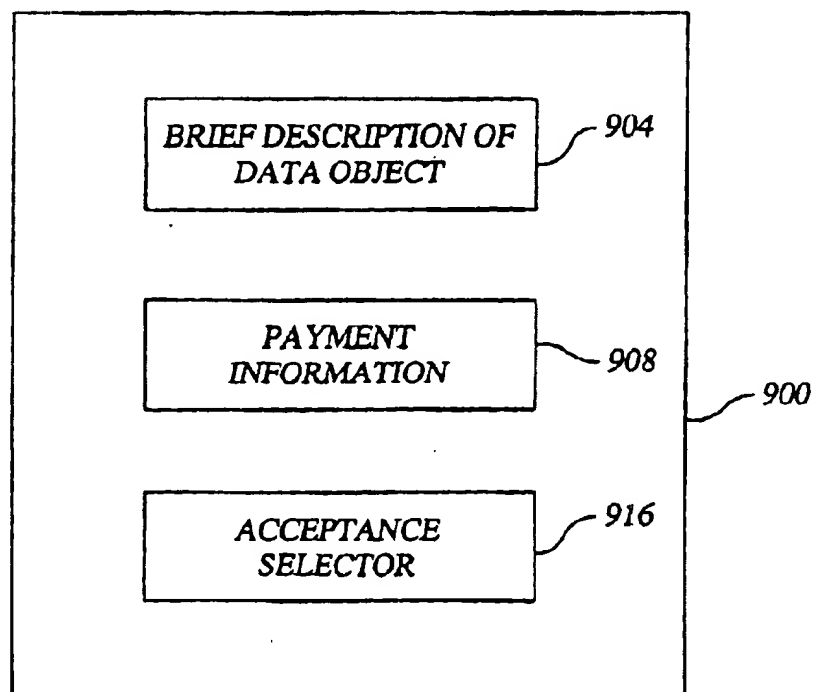 BRIEF DESCRIPTION OF
DATA OBJECT
904
PAYMENT
INFORMATION
908
900
ACCEPTANCE
SELECTOR
916